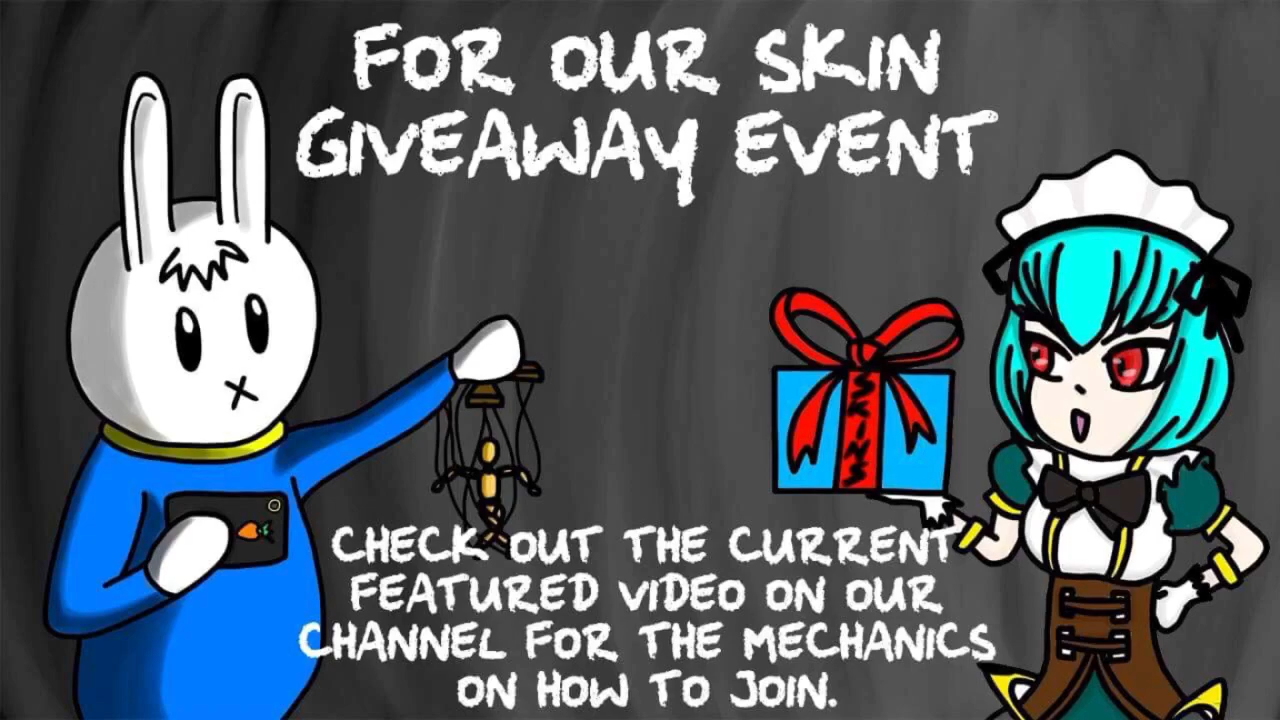 FOR OUR SKIN
GIVEAWAY EVENT
SKINS
CHECK OUT THE CURRENT
FEATURED VIDEO ON OUR
CHANNEL FOR THE MECHANICS
ON HOW TO JOIN.